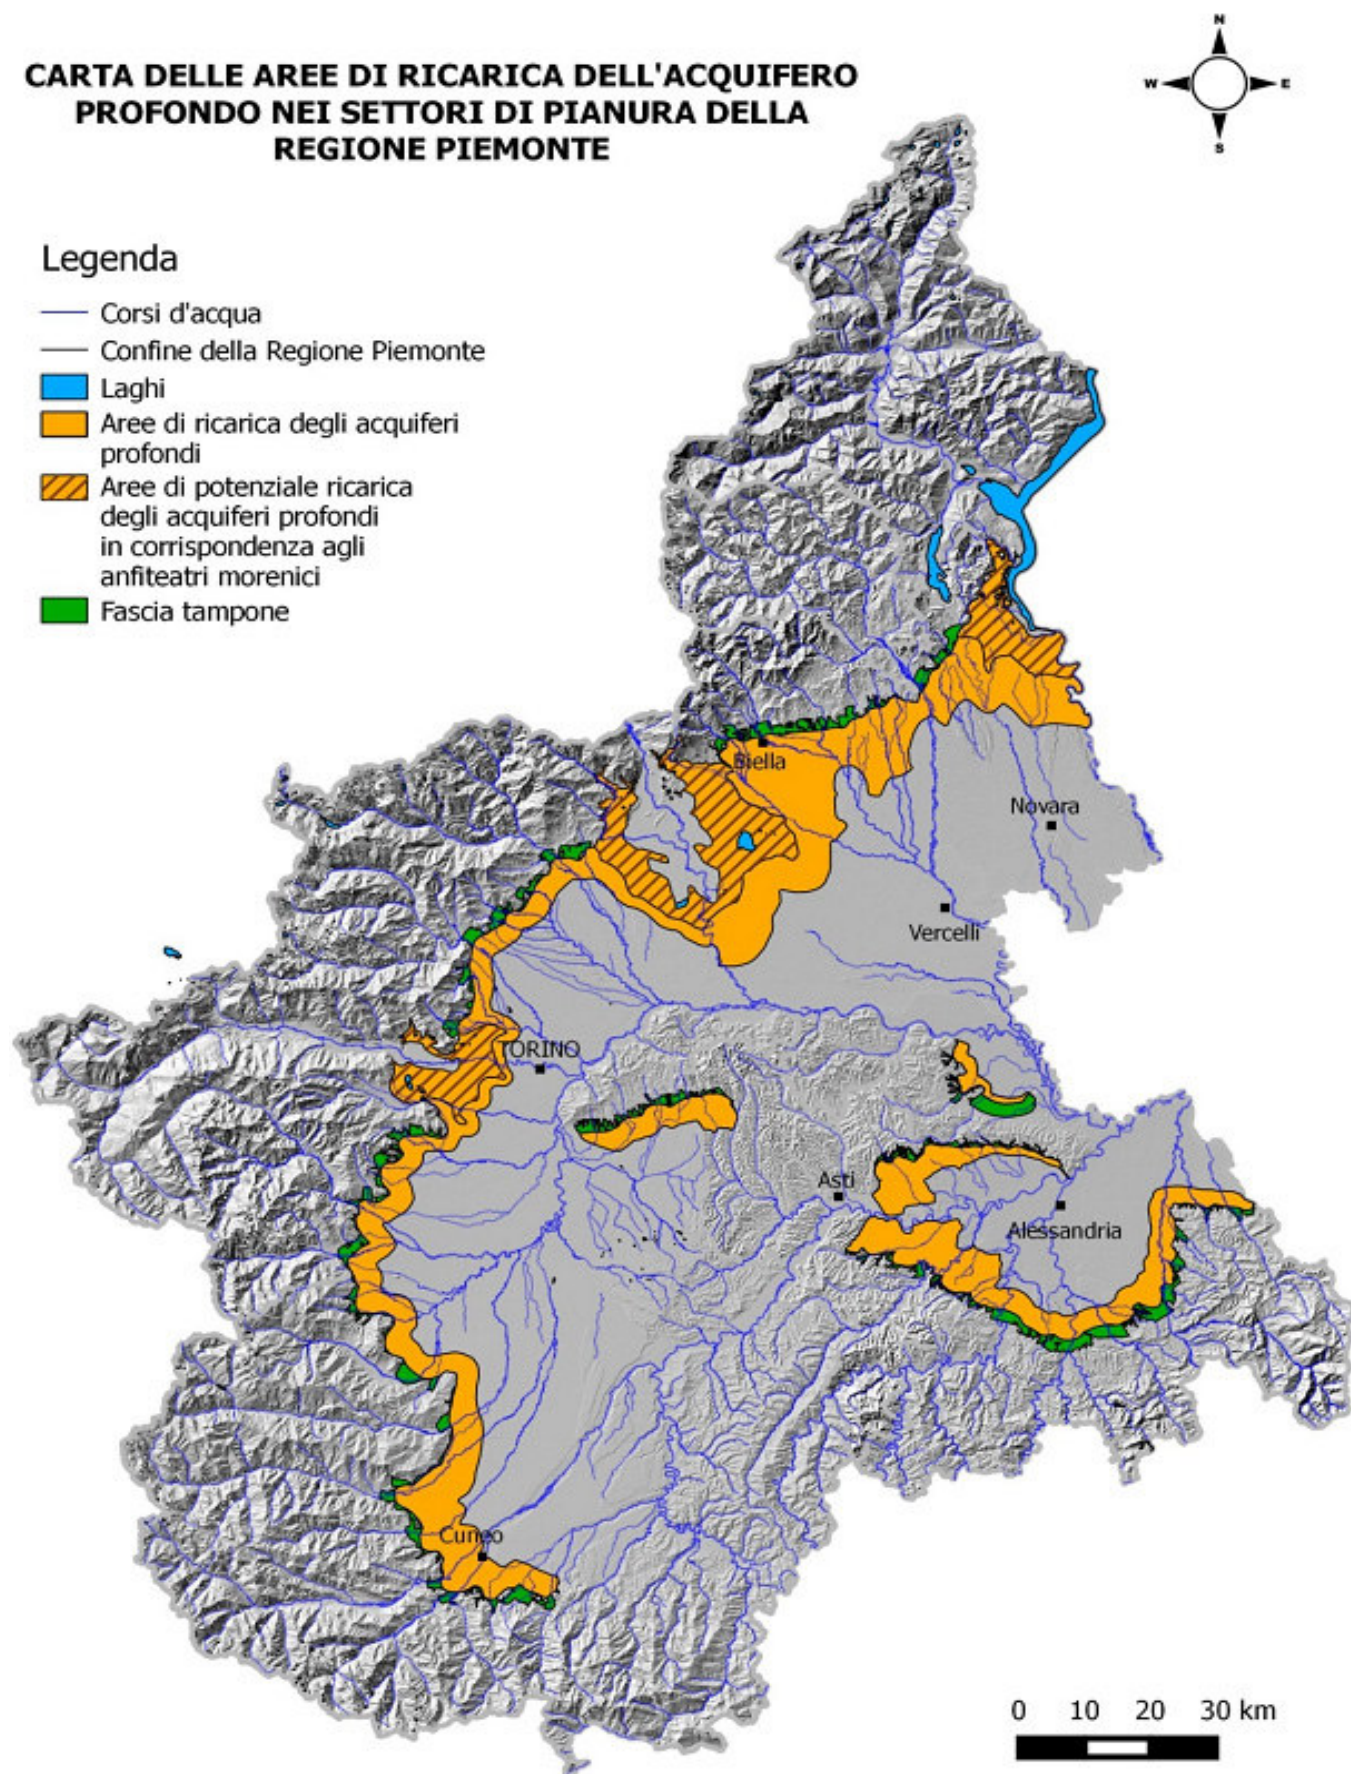 N
W E
S
CARTA DELLE AREE DI RICARICA DELL'ACQUIFERO
PROFONDO NEI SETTORI DI PIANURA DELLA
REGIONE PIEMONTE
Legenda
Corsi d'acqua
Confine della Regione Piemonte
Laghi
Aree di ricarica degli acquiferi
profondi
Aree di potenziale ricarica
degli acquiferi profondi
in corrispondenza agli
anfiteatri morenici
Fascia tampone
Biella
Novara
Vercelli
TORINO
Asti
Alessandria
Cuneo
0 10 20 30 km